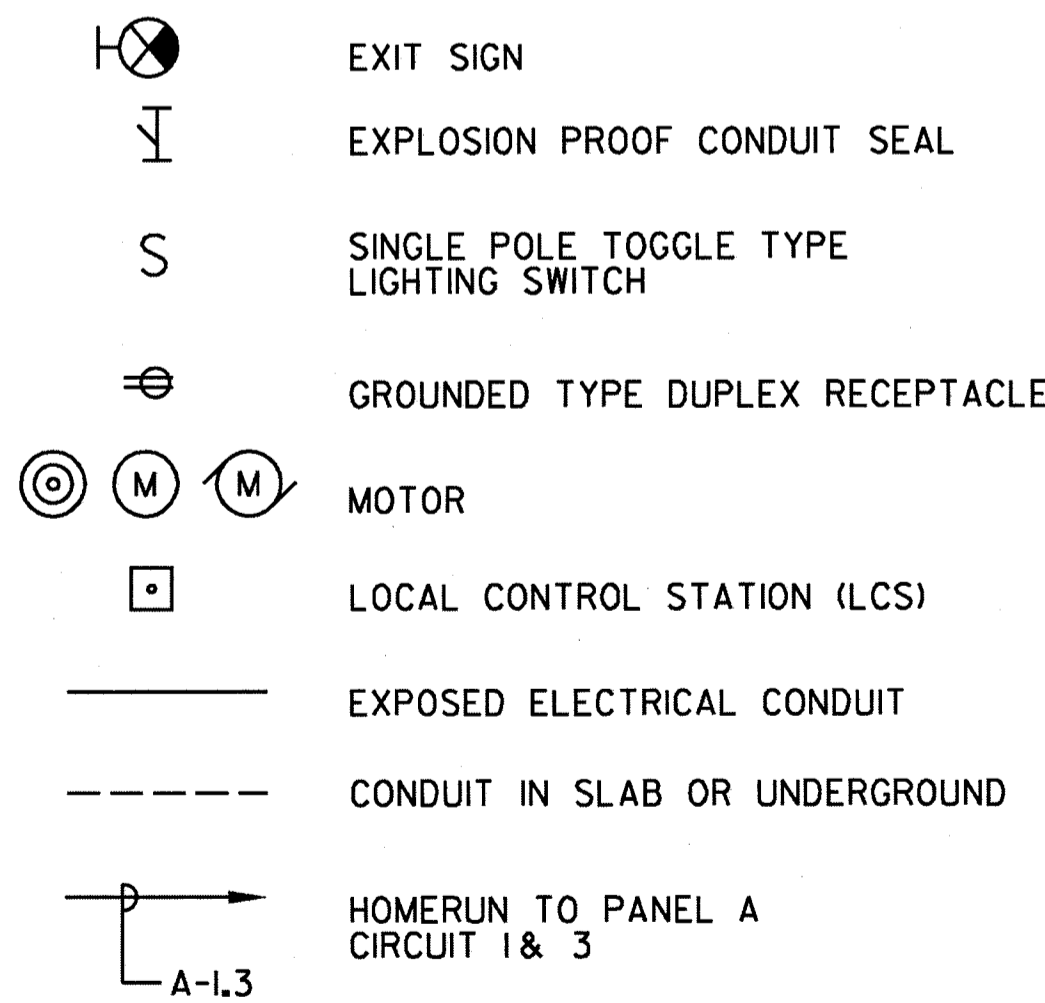 EXIT SIGN
EXPLOSION PROOF CONDUIT SEAL
S
SINGLE POLE TOGGLE TYPE
LIGHTING SWITCH
GROUNDED TYPE DUPLEX RECEPTACLE
M M MOTOR
LOCAL CONTROL STATION (LCS)
EXPOSED ELECTRICAL CONDUIT
CONDUIT IN SLAB OR UNDERGROUND
HOMERUN TO PANEL A
CIRCUIT 1 & 3
A-1.3